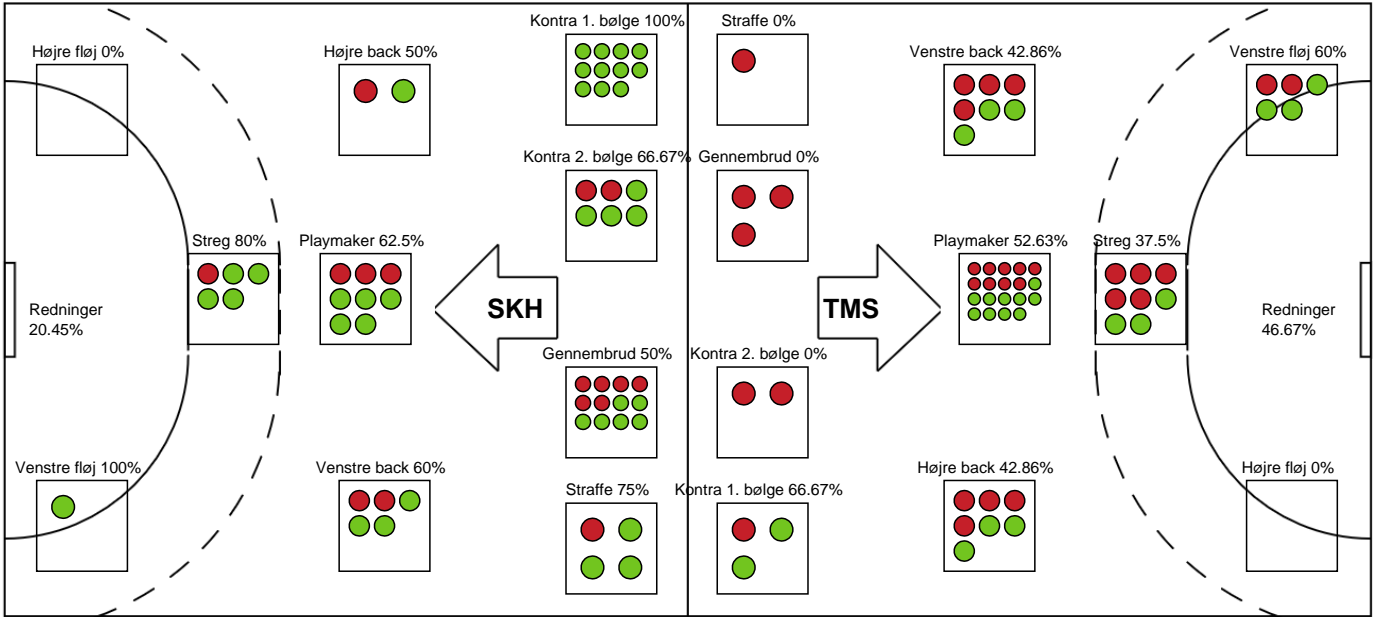 Kontra 1. bølge 100%
Straffe 0%
Højre fløj 0%
Højre back 50%
Venstre back 42.86%
Venstre fløj 60%
Kontra 2. bølge 66.67%
Gennembrud 0%
Streg 80%
Playmaker 62.5%
Playmaker 52.63%
Streg 37.5%
Redninger
20.45%
SKH
TMS
Redninger
46.67%
Gennembrud 50%
Kontra 2. bølge 0%
Venstre fløj 100%
Venstre back 60%
Højre back 42.86%
Højre fløj 0%
Straffe 75%
Kontra 1. bølge 66.67%